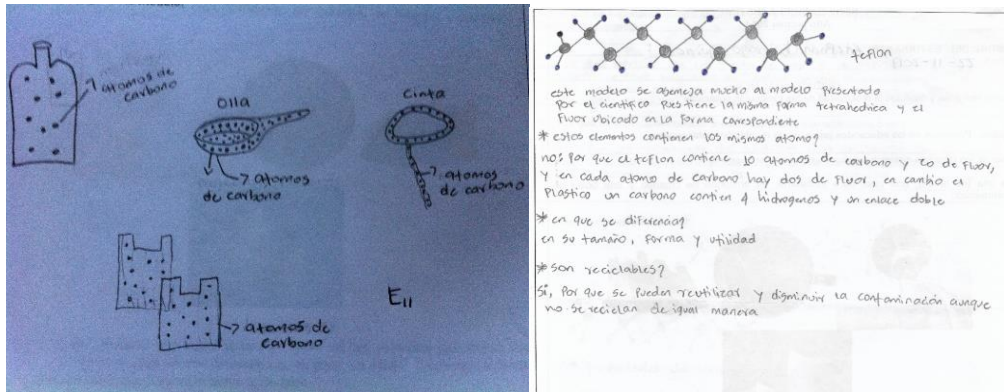 atomos de
carbono
Olla
atomos
de carbono
Cinta
atomos
de carbono
E11
atomos de
carbono
teflon
este modelo se asemeja mucho al modelo presentado
Por el cientifico Pues tiene la misma forma tetrahedrica y el
Fluor ubicado en la forma correspondiente
* estos elementos contienen los mismos atomo?
no; Por que el teflon contiene 10 atomos de carbono y 20 de Fluor,
y en cada atomo de carbono hay dos de Fluor, en cambio el
Plastico un carbono contien 4 hidrogenos y un enlace doble
* en que se diferencia?
en su tamaño, forma y utilidad
* son reciclables?
Si, Por que se Pueden reutilizar y disminuir la contaminación aunque
no se reciclan de igual manera